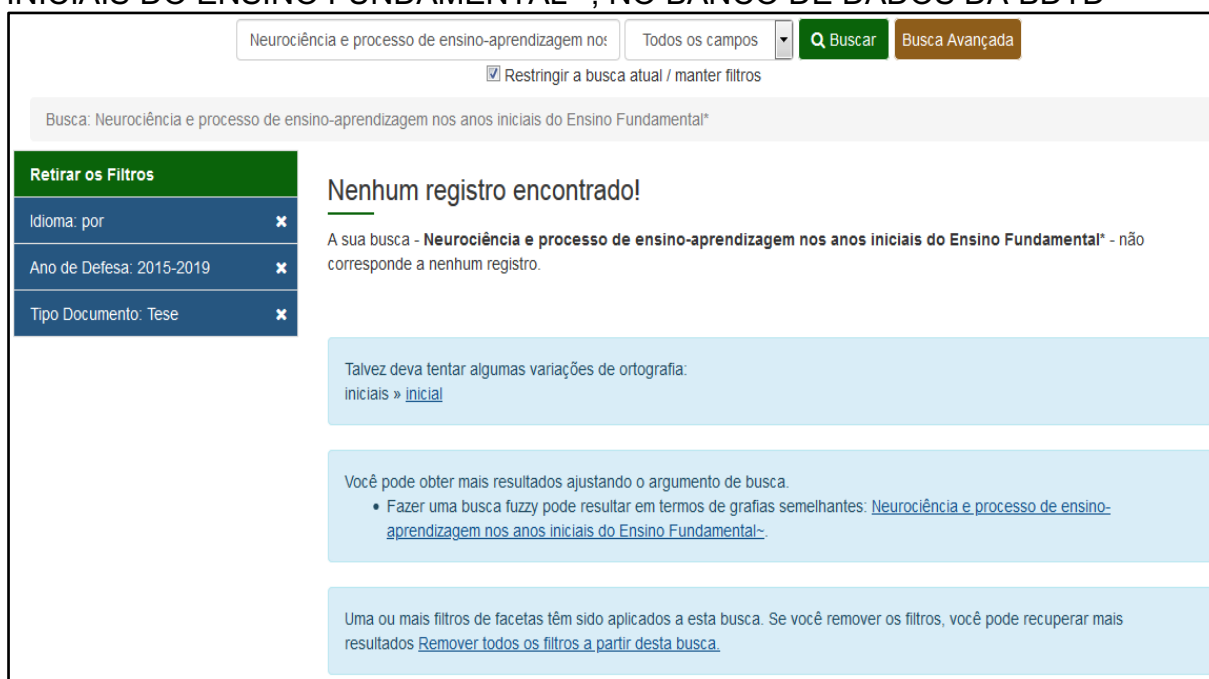 INICIAIS DO ENSINO FUNDAMENTAL*", NO BANCO DE DADOS DA BDTD
Neurociência e processo de ensino-aprendizagem nos
Todos os campos
Buscar
Busca Avançada
Restringir a busca atual / manter filtros
Busca: Neurociência e processo de ensino-aprendizagem nos anos iniciais do Ensino Fundamental*
Retirar os Filtros
Idioma: por
Ano de Defesa: 2015-2019
Tipo Documento: Tese
Nenhum registro encontrado!
A sua busca - Neurociência e processo de ensino-aprendizagem nos anos iniciais do Ensino Fundamental* - não
corresponde a nenhum registro.
Talvez deva tentar algumas variações de ortografia:
iniciais » inicial
Você pode obter mais resultados ajustando o argumento de busca.
• Fazer uma busca fuzzy pode resultar em termos de grafias semelhantes: Neurociência e processo de ensino-
aprendizagem nos anos iniciais do Ensino Fundamental~.
Uma ou mais filtros de facetas têm sido aplicados a esta busca. Se você remover os filtros, você pode recuperar mais
resultados Remover todos os filtros a partir desta busca.